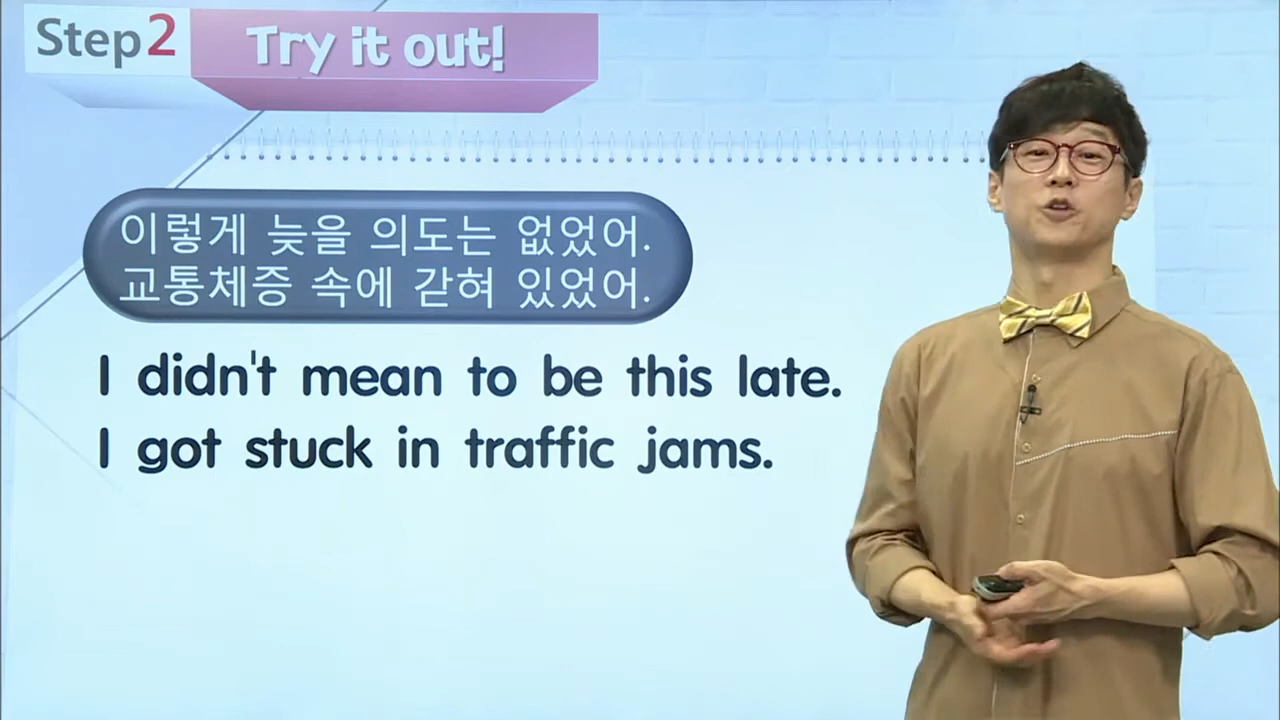 Step2 Try it out!
이렇게 늦을 의도는 없었어.
교통체증 속에 갇혀 있었어.
I didn't mean to be this late.
I got stuck in traffic jams.